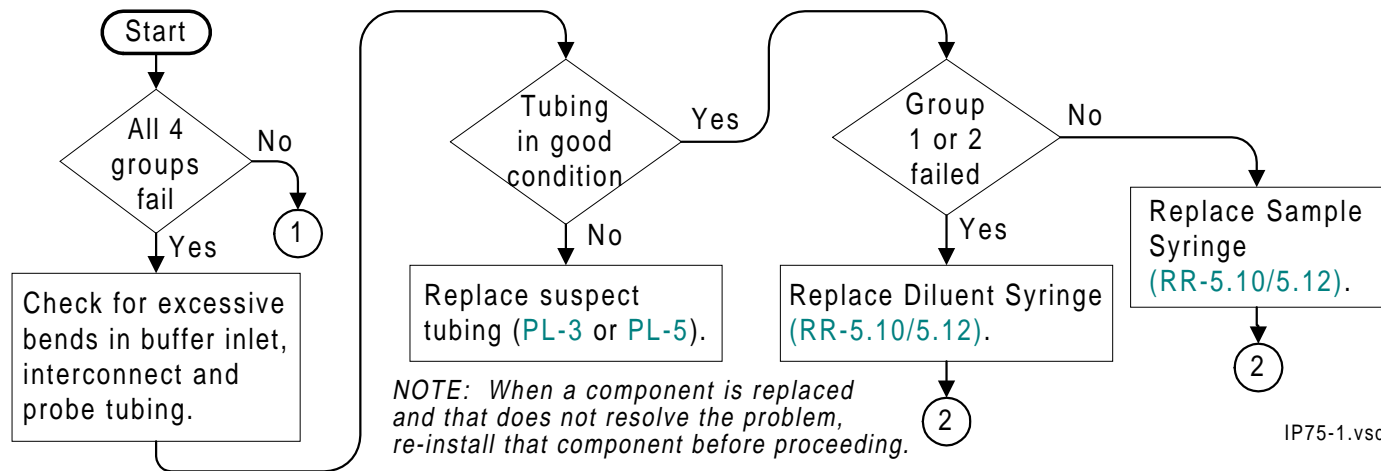 Start
All 4
groups
fail
No
1
Yes
Check for excessive
bends in buffer inlet,
interconnect and
probe tubing.
Tubing
in good
condition
Yes
No
Replace suspect
tubing (PL-3 or PL-5).
NOTE: When a component is replaced
and that does not resolve the problem,
re-install that component before proceeding.
Group
1 or 2
failed
No
Yes
Replace Diluent Syringe
(RR-5.10/5.12).
2
Replace Sample
Syringe
(RR-5.10/5.12).
2
IP75-1.vsd